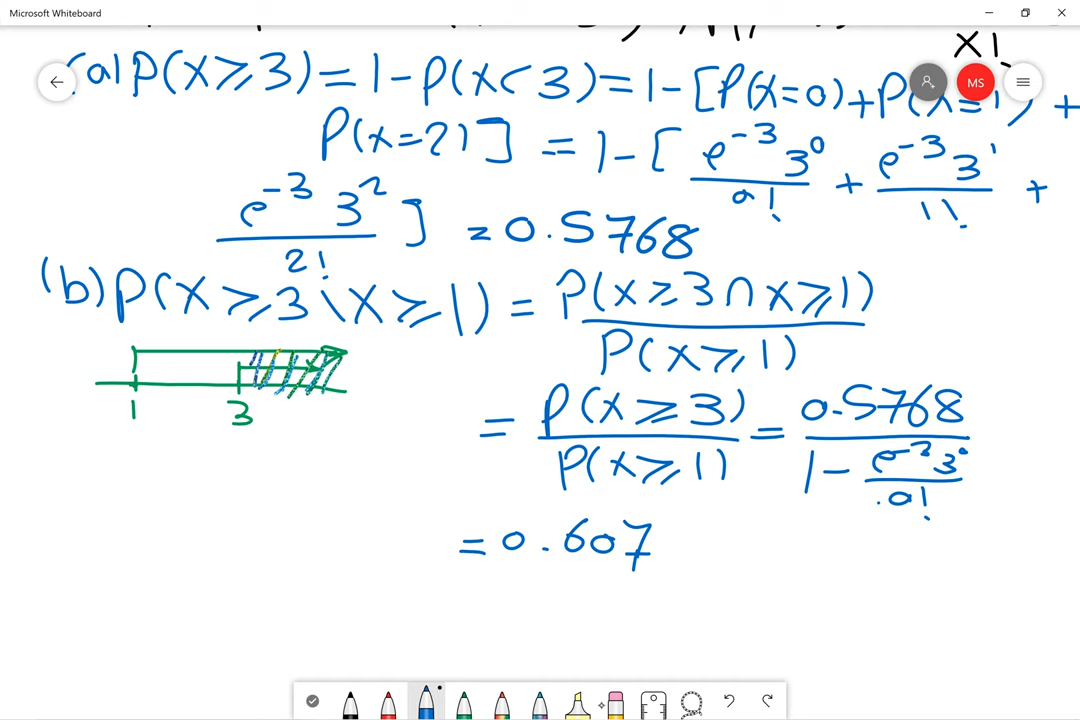 Microsoft Whiteboard
x!
(a) P(x≥3) = 1 - P(x<3) = 1 - [P(x=0) + P(x=1) +
MS
P(x=2)] = 1 - [ e^-3 3^0 / 0! + e^-3 3^1 / 1! +
e^-3 3^2 / 2! ] = 0.5768
(b) P(x≥3 \ x≥1) = P(x≥3 ∩ x≥1) / P(x≥1)
1 3
= P(x≥3) / P(x≥1) = 0.5768 / 1 - e^-3 3^0 / 0!
= 0.607